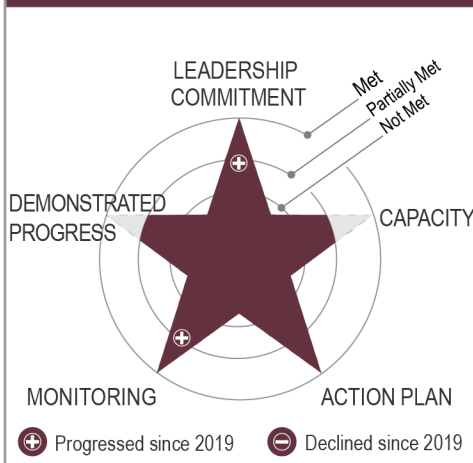 LEADERSHIP
COMMITMENT
Met
Partially Met
Not Met
DEMONSTRATED
PROGRESS
CAPACITY
MONITORING
ACTION PLAN
Progressed since 2019
Declined since 2019